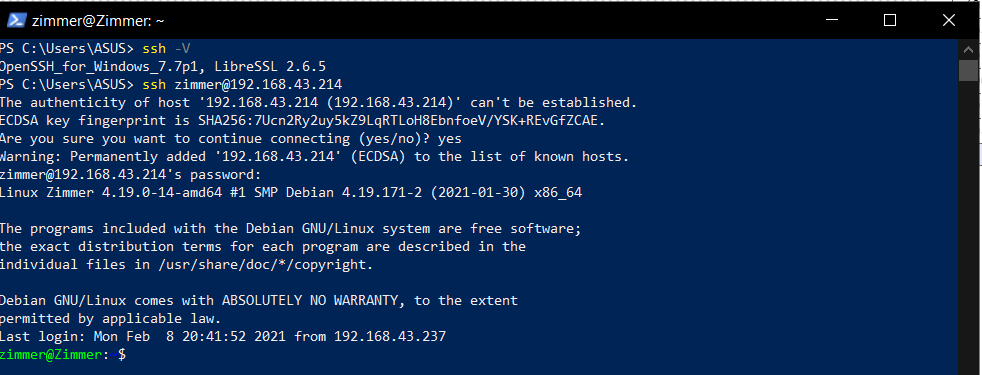 zimmer@Zimmer: ~
PS C:\Users\ASUS> ssh -V
OpenSSH_for_Windows_7.7p1, LibreSSL 2.6.5
PS C:\Users\ASUS> ssh zimmer@192.168.43.214
The authenticity of host '192.168.43.214 (192.168.43.214)' can't be established.
ECDSA key fingerprint is SHA256:7Ucn2Ry2uy5kZ9LqRTLoH8EbnfoeV/YSK+REvGfZCAE.
Are you sure you want to continue connecting (yes/no)? yes
Warning: Permanently added '192.168.43.214' (ECDSA) to the list of known hosts.
zimmer@192.168.43.214's password:
Linux Zimmer 4.19.0-14-amd64 #1 SMP Debian 4.19.171-2 (2021-01-30) x86_64

The programs included with the Debian GNU/Linux system are free software;
the exact distribution terms for each program are described in the
individual files in /usr/share/doc/*/copyright.

Debian GNU/Linux comes with ABSOLUTELY NO WARRANTY, to the extent
permitted by applicable law.
Last login: Mon Feb  8 20:41:52 2021 from 192.168.43.237
zimmer@Zimmer: $